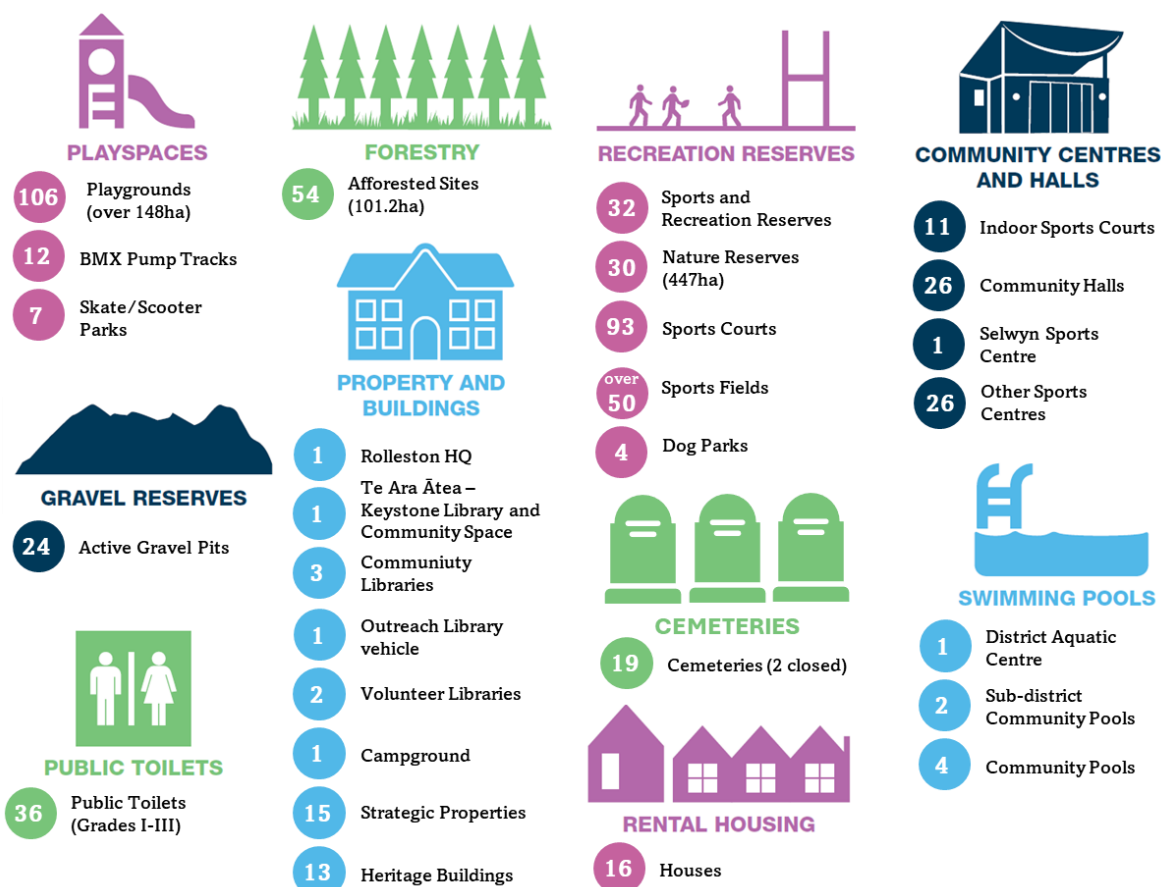 PLAYSPACES
106
Playgrounds
(over 148ha)
12
BMX Pump Tracks
7
Skate/Scooter
Parks
GRAVEL RESERVES
24
Active Gravel Pits
PUBLIC TOILETS
36
Public Toilets
(Grades I-III)
FORESTRY
54
Afforested Sites
(101.2ha)
PROPERTY AND
BUILDINGS
1
Rolleston HQ
1
Te Ara Ātea –
Keystone Library and
Community Space
3
Communiuty
Libraries
1
Outreach Library
vehicle
2
Volunteer Libraries
1
Campground
15
Strategic Properties
13
Heritage Buildings
RECREATION RESERVES
32
Sports and
Recreation Reserves
30
Nature Reserves
(447ha)
93
Sports Courts
over
50
Sports Fields
4
Dog Parks
CEMETERIES
19
Cemeteries (2 closed)
RENTAL HOUSING
16
Houses
COMMUNITY CENTRES
AND HALLS
11
Indoor Sports Courts
26
Community Halls
1
Selwyn Sports
Centre
26
Other Sports
Centres
SWIMMING POOLS
1
District Aquatic
Centre
2
Sub-district
Community Pools
4
Community Pools